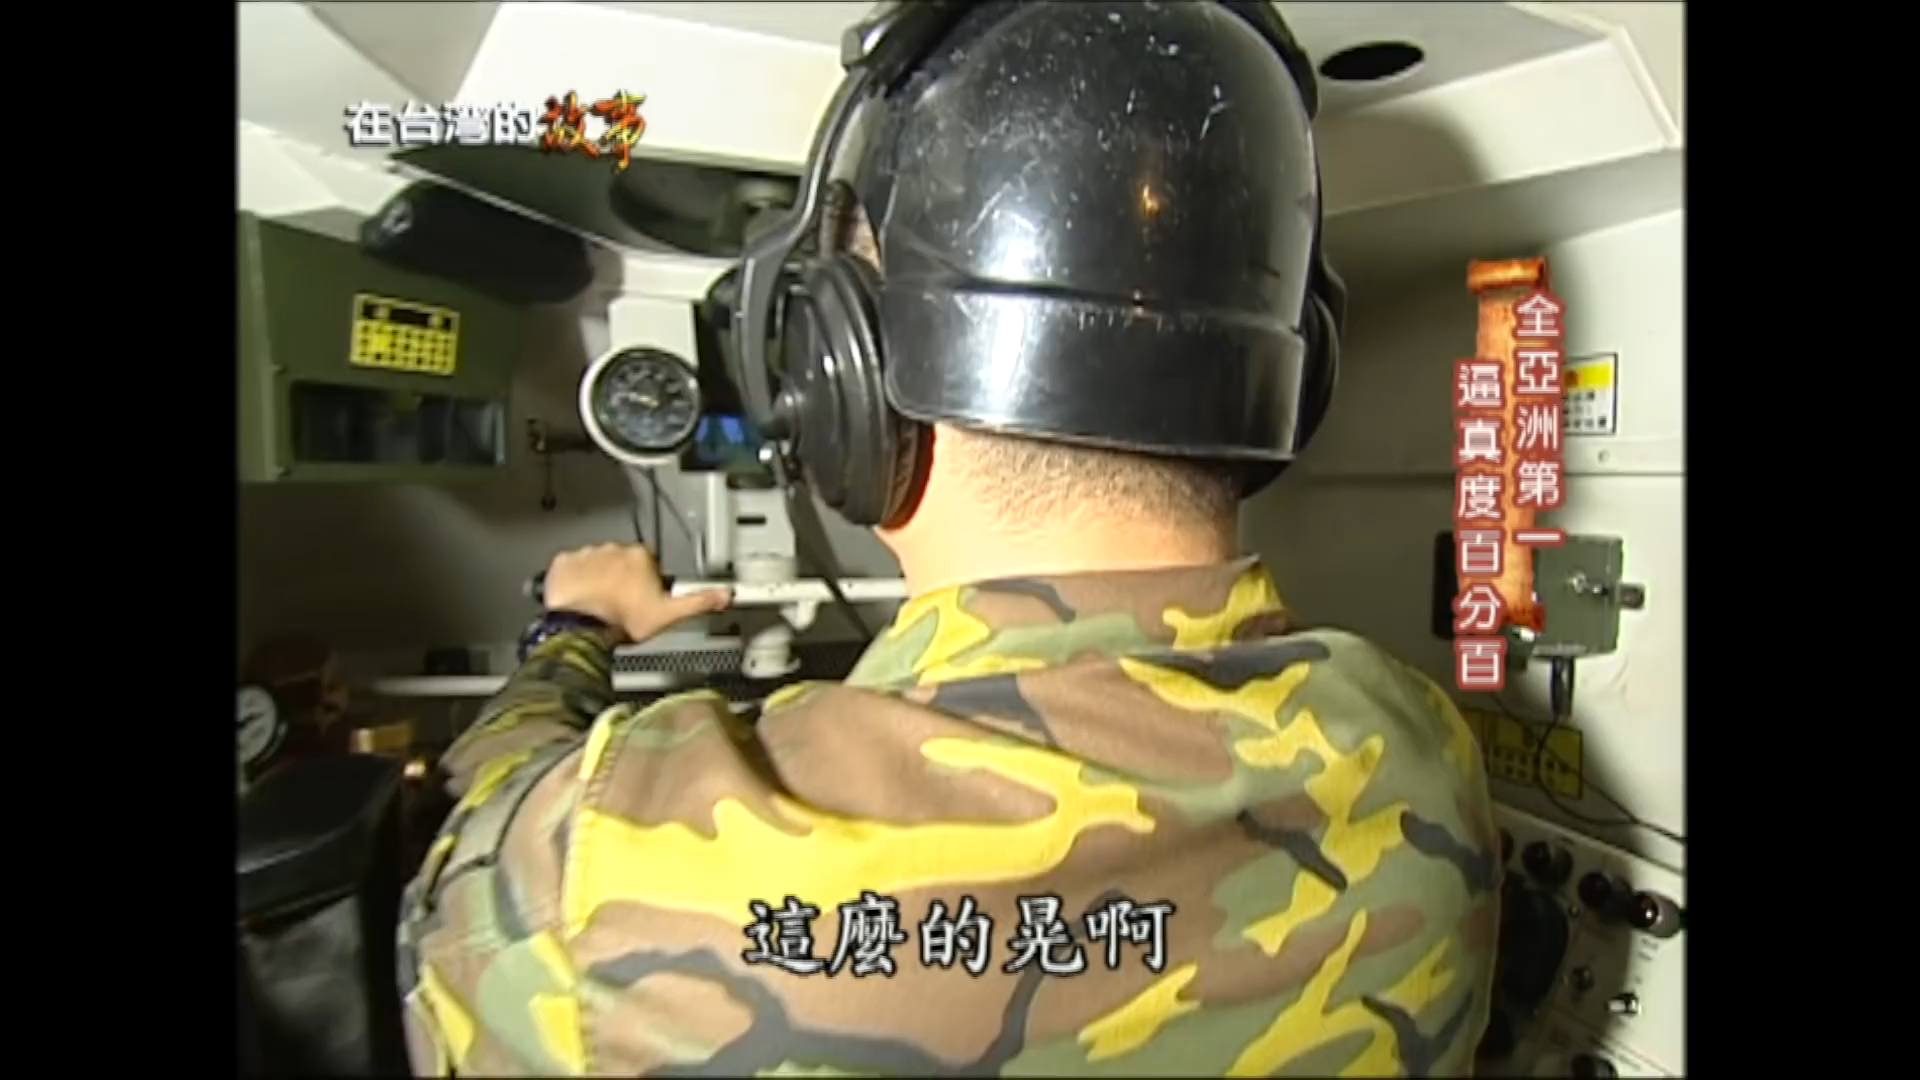 在台灣的故事
全亞洲第一
逼真度百分百
這麼的晃啊